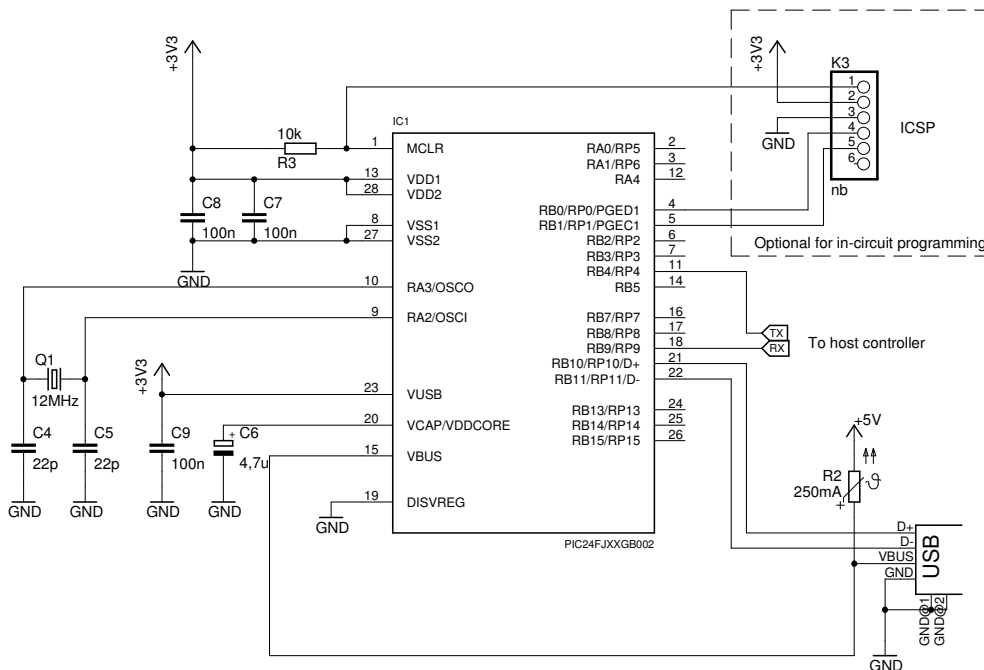 +3V3
10k
R3
C8
100n
C7
100n
GND
Q1
12MHz
C4
22p
C5
22p
GND
GND
+3V3
C9
100n
GND
+
C6
4,7u
GND
GND
IC1
1 MCLR
13 VDD1
28 VDD2
8 VSS1
27 VSS2
10 RA3/OSCO
9 RA2/OSCI
23 VUSB
20 VCAP/VDDCORE
15 VBUS
19 DISVREG
RA0/RP5 2
RA1/RP6 3
RA4 12
RB0/RP0/PGED1 4
RB1/RP1/PGEC1 5
RB2/RP2 6
RB3/RP3 7
RB4/RP4 11
RB5 14
RB7/RP7 16
RB8/RP8 17
RB9/RP9 18
RB10/RP10/D+ 21
RB11/RP11/D- 22
RB13/RP13 24
RB14/RP14 25
RB15/RP15 26
PIC24FJXXGB002
+3V3
GND
K3
1
2
3
4
5
6
nb
ICSP
Optional for in-circuit programming
TX
RX
To host controller
+5V
R2
250mA
ϑ
+
D+
D-
VBUS
GND
USB
GND@1
GND@2
GND